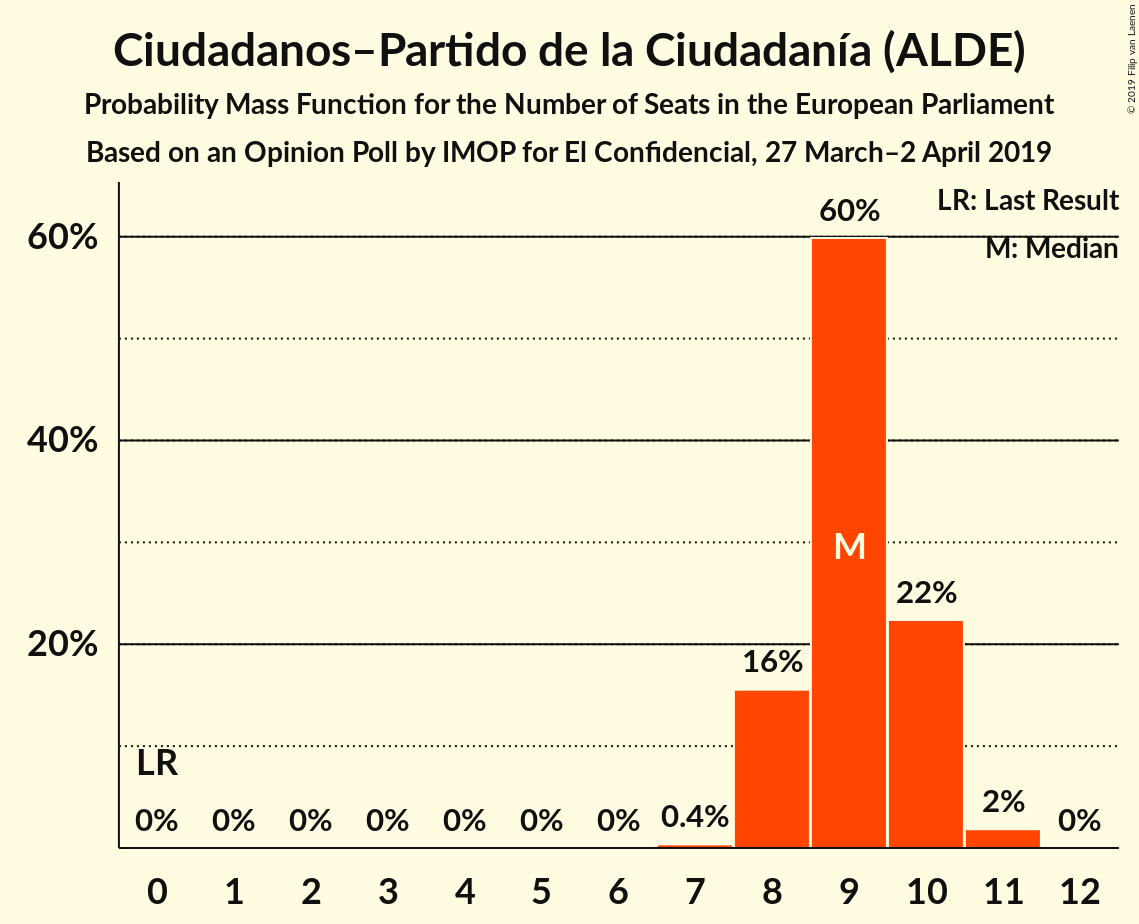 Ciudadanos–Partido de la Ciudadanía (ALDE)
Probability Mass Function for the Number of Seats in the European Parliament
Based on an Opinion Poll by IMOP for El Confidencial, 27 March–2 April 2019
© 2019 Filip van Laenen
LR: Last Result
M: Median
60%
40%
20%
60%
M
22%
16%
LR
0% 0% 0% 0% 0% 0% 0% 0.4% 2% 0%
0 1 2 3 4 5 6 7 8 9 10 11 12